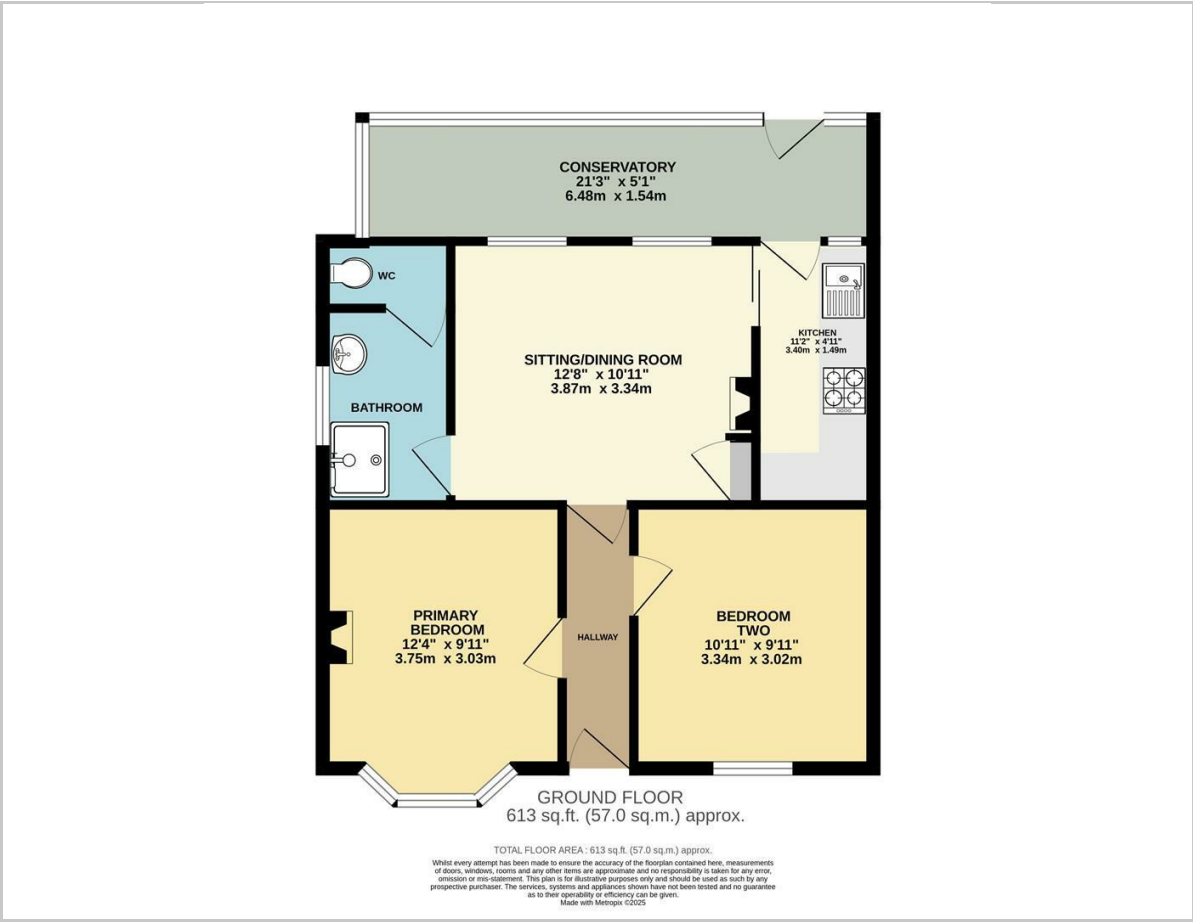 CONSERVATORY
21'3" x 5'1"
6.48m x 1.54m
WC
KITCHEN
11'2" x 4'11"
3.40m x 1.49m
SITTING/DINING ROOM
12'8" x 10'11"
3.87m x 3.34m
BATHROOM
PRIMARY
BEDROOM
12'4" x 9'11"
3.75m x 3.03m
HALLWAY
BEDROOM
TWO
10'11" x 9'11"
3.34m x 3.02m
GROUND FLOOR
613 sq.ft. (57.0 sq.m.) approx.
TOTAL FLOOR AREA : 613 sq.ft. (57.0 sq.m.) approx.
Whilst every attempt has been made to ensure the accuracy of the floorplan contained here, measurements
of doors, windows, rooms and any other items are approximate and no responsibility is taken for any error,
omission or mis-statement. This plan is for illustrative purposes only and should be used as such by any
prospective purchaser. The services, systems and appliances shown have not been tested and no guarantee
as to their operability or efficiency can be given.
Made with Metropix ©2025